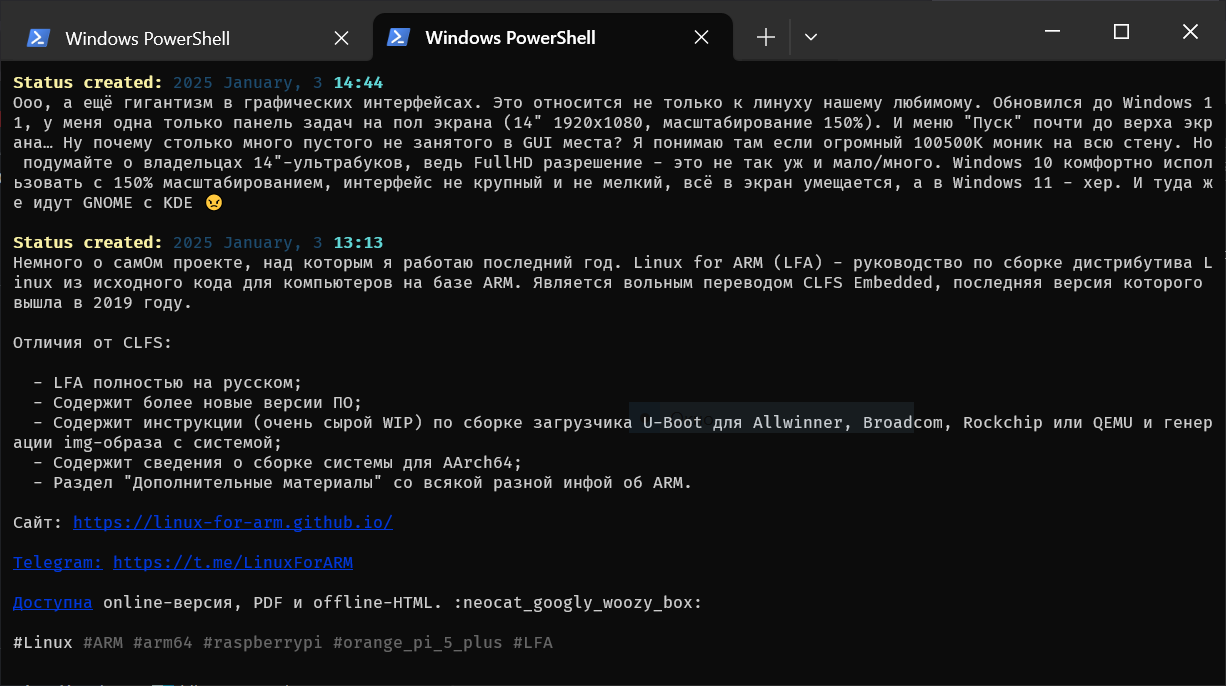 Windows PowerShell
Windows PowerShell
Status created: 2025 January, 3 14:44
Ооо, а ещё гигантизм в графических интерфейсах. Это относится не только к линуху нашему любимому. Обновился до Windows 1
1, у меня одна только панель задач на пол экрана (14" 1920x1080, масштабирование 150%). И меню "Пуск" почти до верха экр
ана… Ну почему столько много пустого не занятого в GUI места? Я понимаю там если огромный 100500K моник на всю стену. Но
подумайте о владельцах 14"-ультрабуков, ведь FullHD разрешение - это не так уж и мало/много. Windows 10 комфортно испол
ьзовать с 150% масштабированием, интерфейс не крупный и не мелкий, всё в экран умещается, а в Windows 11 - хер. И туда ж
е идут GNOME с KDE 😠
Status created: 2025 January, 3 13:13
Немного о самОм проекте, над которым я работаю последний год. Linux for ARM (LFA) - руководство по сборке дистрибутива L
inux из исходного кода для компьютеров на базе ARM. Является вольным переводом CLFS Embedded, последняя версия которого
вышла в 2019 году.
Отличия от CLFS:
- LFA полностью на русском;
- Содержит более новые версии ПО;
- Содержит инструкции (очень сырой WIP) по сборке загрузчика U-Boot для Allwinner, Broadcom, Rockchip или QEMU и генер
ации img-образа с системой;
- Содержит сведения о сборке системы для AArch64;
- Раздел "Дополнительные материалы" со всякой разной инфой об ARM.
Сайт: https://linux-for-arm.github.io/
Telegram: https://t.me/LinuxForARM
Доступна online-версия, PDF и offline-HTML. :neocat_googly_woozy_box:
#Linux #ARM #arm64 #raspberrypi #orange_pi_5_plus #LFA